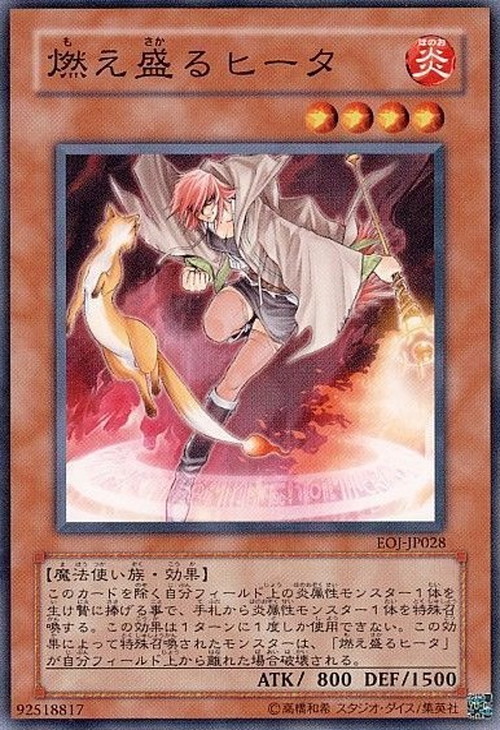 燃え盛るヒータ
炎
EOJ-JP028
【魔法使い族・効果】
このカードを除く自分フィールド上の炎属性モンスター1体を
生け贄に捧げる事で、手札から炎属性モンスター1体を特殊召
喚する。この効果は1ターンに1度しか使用できない。この効
果によって特殊召喚されたモンスターは、「燃え盛るヒータ」
が自分フィールド上から離れた場合破壊される。
ATK/ 800 DEF/1500
92518817
©高橋和希 スタジオ・ダイス/集英社